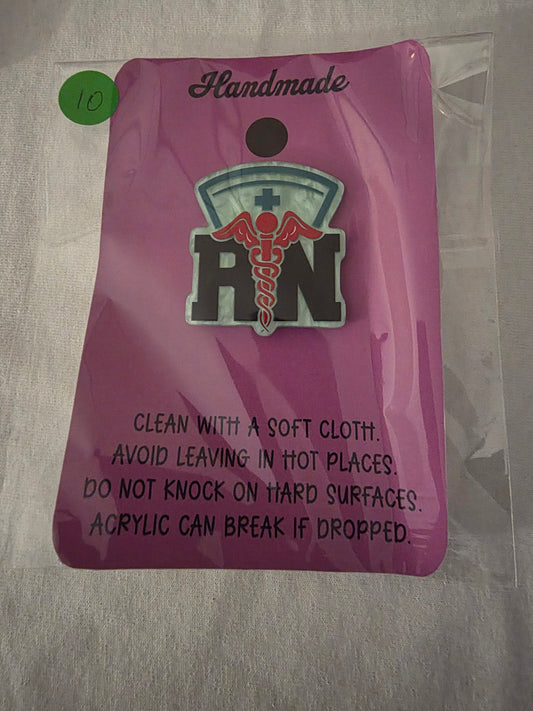 Handmade
10
RN
CLEAN WITH A SOFT CLOTH.
AVOID LEAVING IN HOT PLACES.
DO NOT KNOCK ON HARD SURFACES.
ACRYLIC CAN BREAK IF DROPPED.